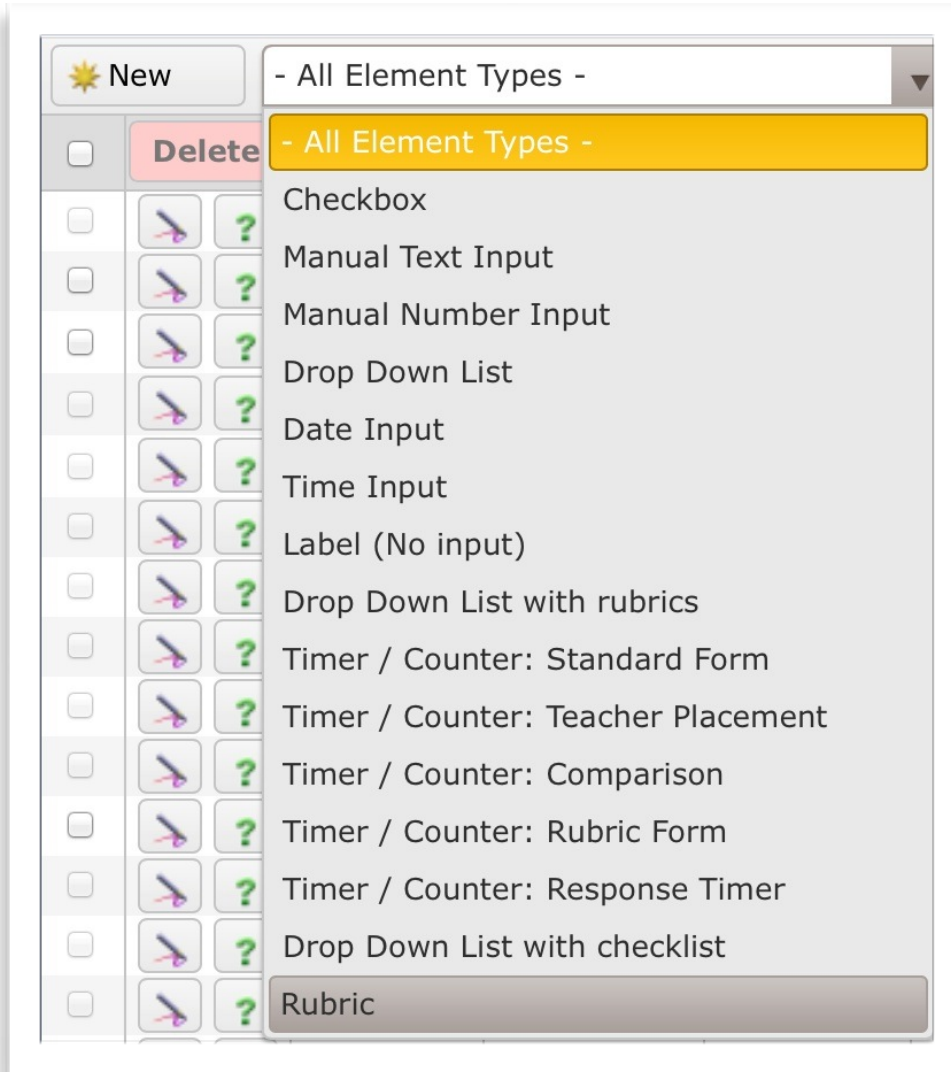 New
- All Element Types -
Delete
- All Element Types -
Checkbox
Manual Text Input
Manual Number Input
Drop Down List
Date Input
Time Input
Label (No input)
Drop Down List with rubrics
Timer / Counter: Standard Form
Timer / Counter: Teacher Placement
Timer / Counter: Comparison
Timer / Counter: Rubric Form
Timer / Counter: Response Timer
Drop Down List with checklist
Rubric
?
?
?
?
?
?
?
?
?
?
?
?
?
?